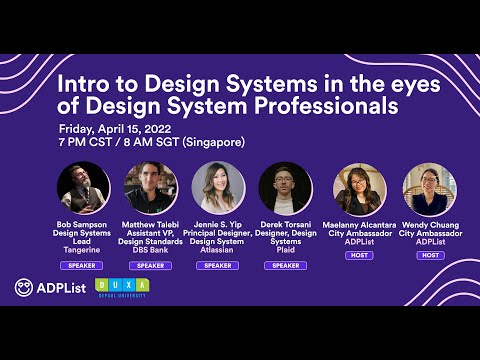 Intro to Design Systems in the eyes
of Design System Professionals
Friday, April 15, 2022
7 PM CST / 8 AM SGT (Singapore)
Bob Sampson
Design Systems
Lead
Tangerine
SPEAKER
Matthew Talebi
Assistant VP,
Design Standards
DBS Bank
SPEAKER
Jennie S. Yip
Principal Designer,
Design System
Atlassian
SPEAKER
Derek Torsani
Designer, Design
Systems
Plaid
SPEAKER
Maelanny Alcantara
City Ambassador
ADPList
HOST
Wendy Chuang
City Ambassador
ADPList
HOST
ADPList
DUXA
DEPAUL UNIVERSITY